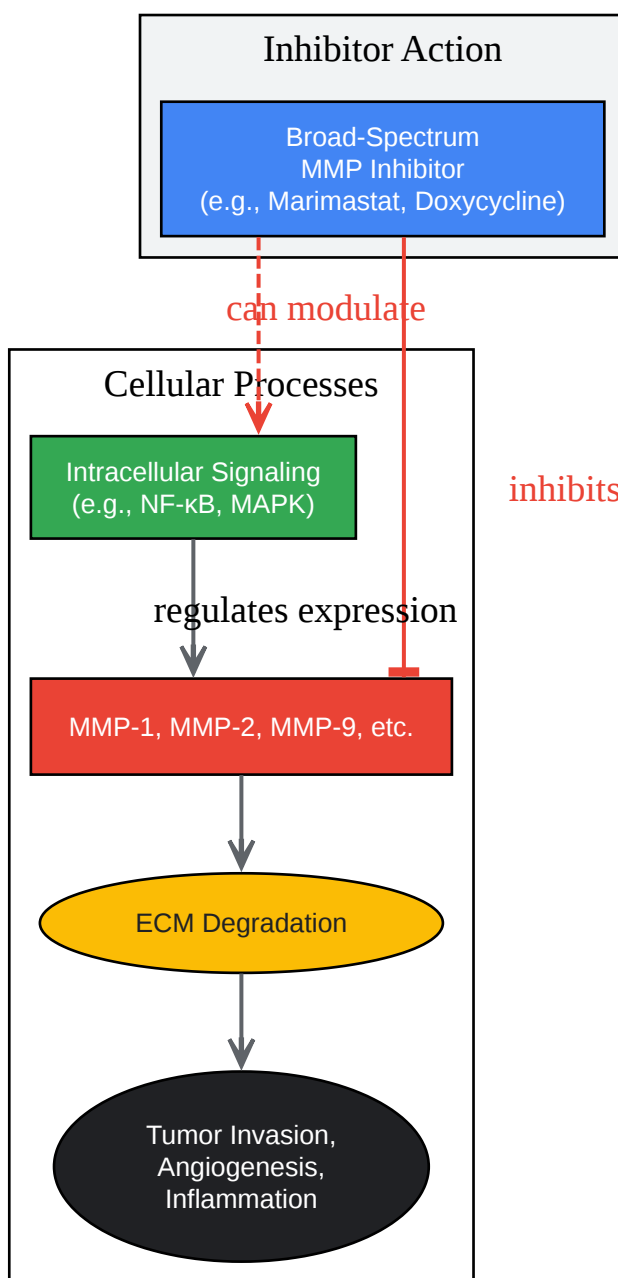 Inhibitor Action
Broad-Spectrum
MMP Inhibitor
(e.g., Marimastat, Doxycycline)
can modulate
Cellular Processes
Intracellular Signaling
(e.g., NF-κB, MAPK)
inhibits
regulates expression
MMP-1, MMP-2, MMP-9, etc.
ECM Degradation
Tumor Invasion,
Angiogenesis,
Inflammation